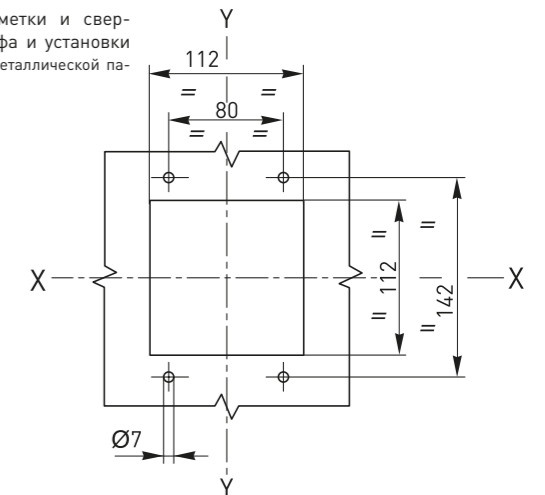 метки и свер-
фа и установки
еталлической па-
Y
112
= =
80
= =
X
=
112
=
=
142
=
X
Ø7
Y